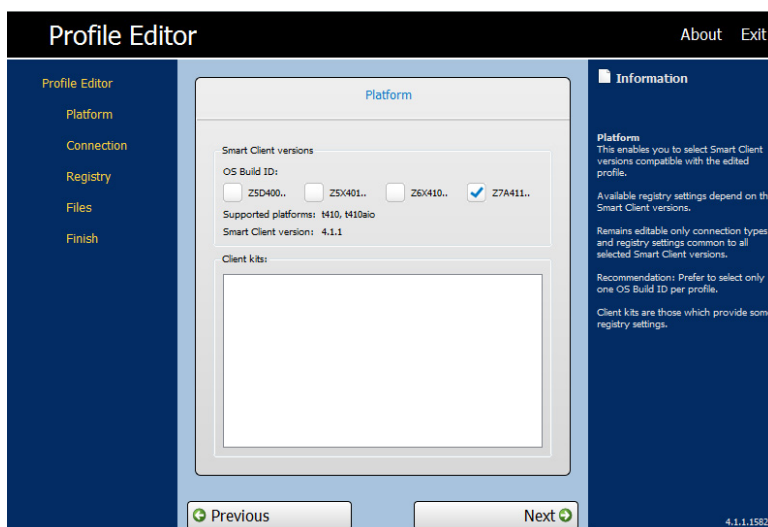 Profile Editor
About Exit
Profile Editor
Platform
Connection
Registry
Files
Finish
Platform
Smart Client versions
OS Build ID:
Z5D400.. Z5X401.. Z6X410.. Z7A411..
Supported platforms: t410, t410aio
Smart Client version: 4.1.1
Client kits:
Previous
Next
Information
Platform
This enables you to select Smart Client
versions compatible with the edited
profile.
Available registry settings depend on th
Smart Client versions.
Remains editable only connection types
and registry settings common to all
selected Smart Client versions.
Recommendation: Prefer to select only
one OS Build ID per profile.
Client kits are those which provide som
registry settings.
4.1.1.1582